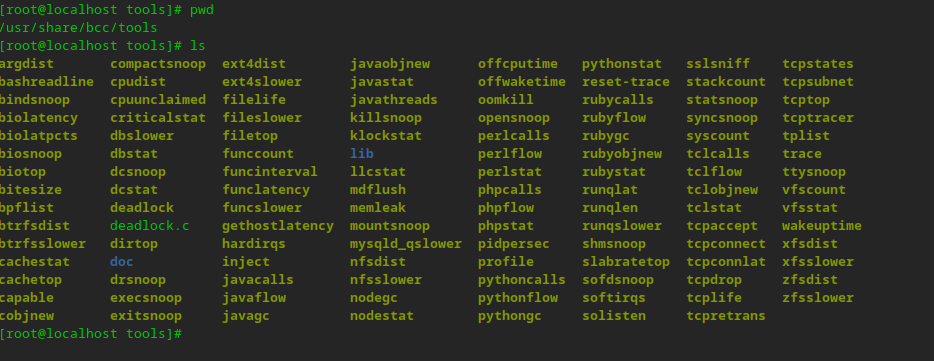 [root@localhost tools]# pwd
/usr/share/bcc/tools
[root@localhost tools]# ls
argdist compactsnoop ext4dist javaobjnew offcputime pythonstat sslsniff tcpstates
bashreadline cpudist ext4slower javastat offwaketime reset-trace stackcount tcpsubnet
bindsnoop cpuunclaimed filelife javathreads oomkill rubycalls statsnoop tcptop
biolatency criticalstat fileslower killsnoop opensnoop rubyflow syncsnoop tcptracer
biolatpcts dbslower filetop klockstat perlcalls rubygc syscount tplist
biosnoop dbstat funccount lib perlflow rubyobjnew tclcalls trace
biotop dcsnoop funcinterval llcstat perlstat rubystat tclflow ttysnoop
bitesize dcstat funclatency mdflush phpcalls runqlat tclobjnew vfscount
bpflist deadlock funcslower memleak phpflow runqlen tclstat vfsstat
btrfsdist deadlock.c gethostlatency mountsnoop phpstat runqslower tcpaccept wakeuptime
btrfsslower dirtop hardirqs mysqld_qslower pidpersec shmsnoop tcpconnect xfsdist
cachestat doc inject nfsdist profile slabratetop tcpconnlat xfsslower
cachetop drsnoop javacalls nfsslower pythoncalls sofdsnoop tcpdrop zfsdist
capable execsnoop javaflow nodegc pythonflow softirqs tcplife zfsslower
cobjnew exitsnoop javagc nodestat pythongc solisten tcpretrans
[root@localhost tools]#